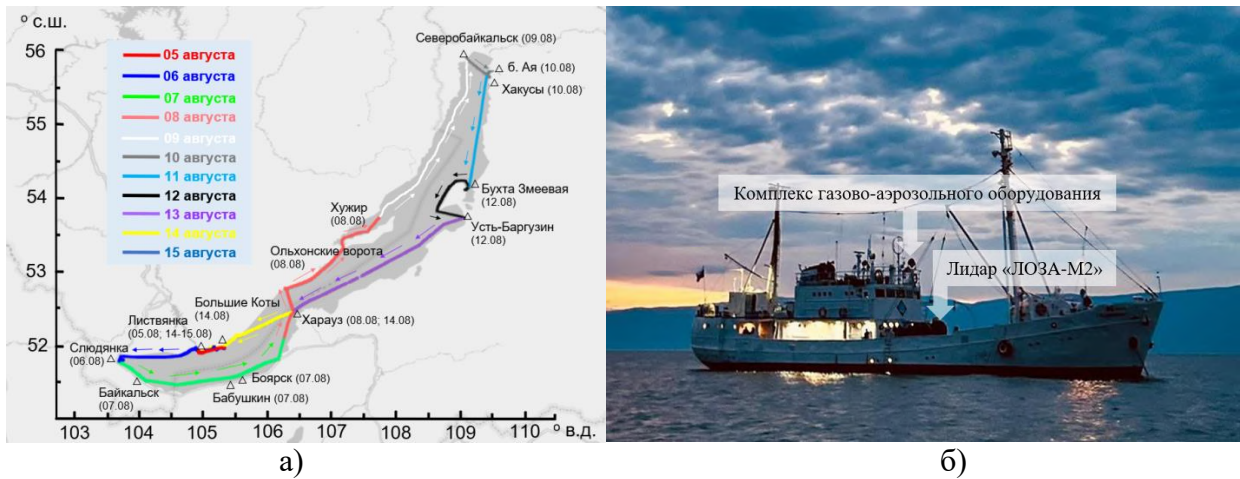 ° с.ш.
56
55
54
53
52
51
103
104
105
106
107
108
109
110
° в.д.
05 августа
06 августа
07 августа
08 августа
09 августа
10 августа
11 августа
12 августа
13 августа
14 августа
15 августа
Северобайкальск (09.08)
б. Ая (10.08)
Хакусы (10.08)
Бухта Змеевая
(12.08)
Усть-Баргузин
(12.08)
Хужир
(08.08)
Ольхонские ворота
(08.08)
Большие Коты
(14.08)
Харауз (08.08; 14.08)
Листвянка
(05.08; 14-15.08)
Слюдянка
(06.08)
Байкальск
(07.08)
Боярск (07.08)
Бабушкин (07.08)
а)
Комплекс газово-аэрозольного оборудования
Лидар «ЛОЗА-М2»
б)